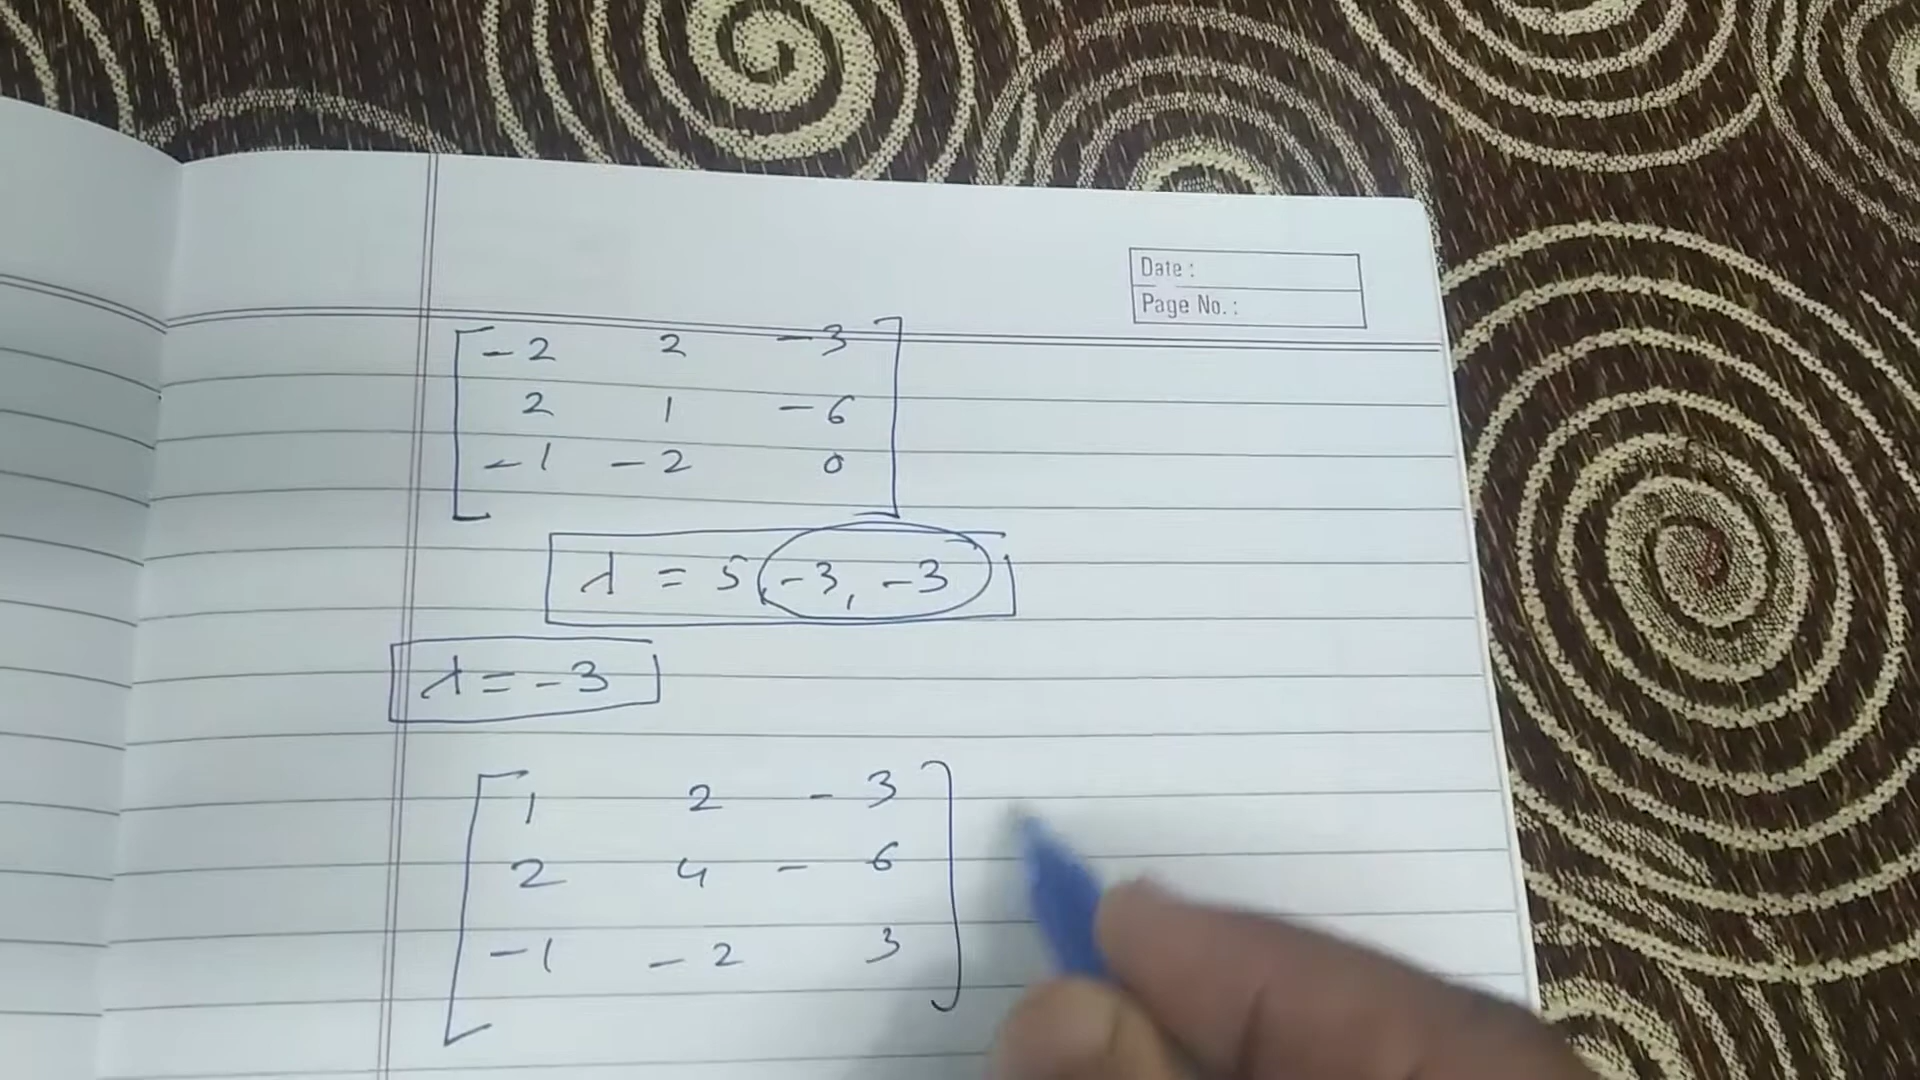 Date :
Page No. :
-2 2 -3
2 1 -6
-1 -2 0
λ = 5 -3, -3
λ = -3
1 2 -3
2 4 -6
-1 -2 3